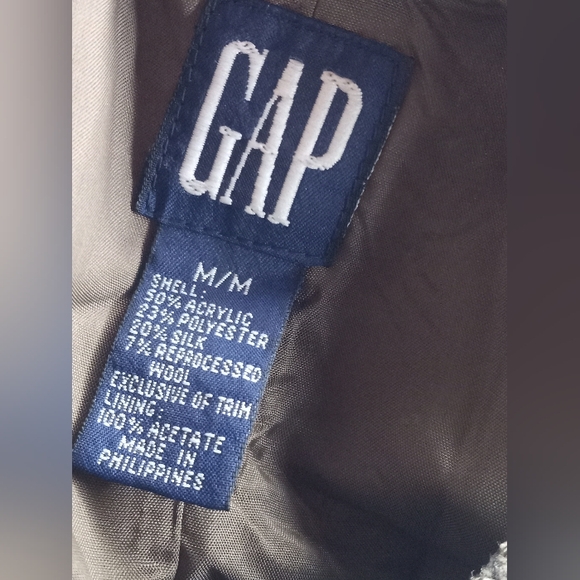 GAP
M/M
SHELL:
50% ACRYLIC
23% POLYESTER
20% SILK
7% REPROCESSED
WOOL
EXCLUSIVE OF TRIM
LINING:
100% ACETATE
MADE IN
PHILIPPINES